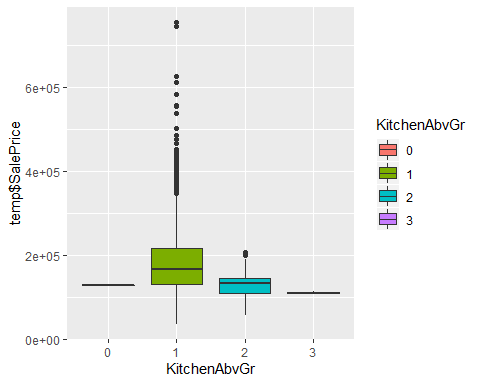 temp$SalePrice
6e+05
4e+05
2e+05
0e+00
0 1 2 3
KitchenAbvGr
KitchenAbvGr
0
1
2
3